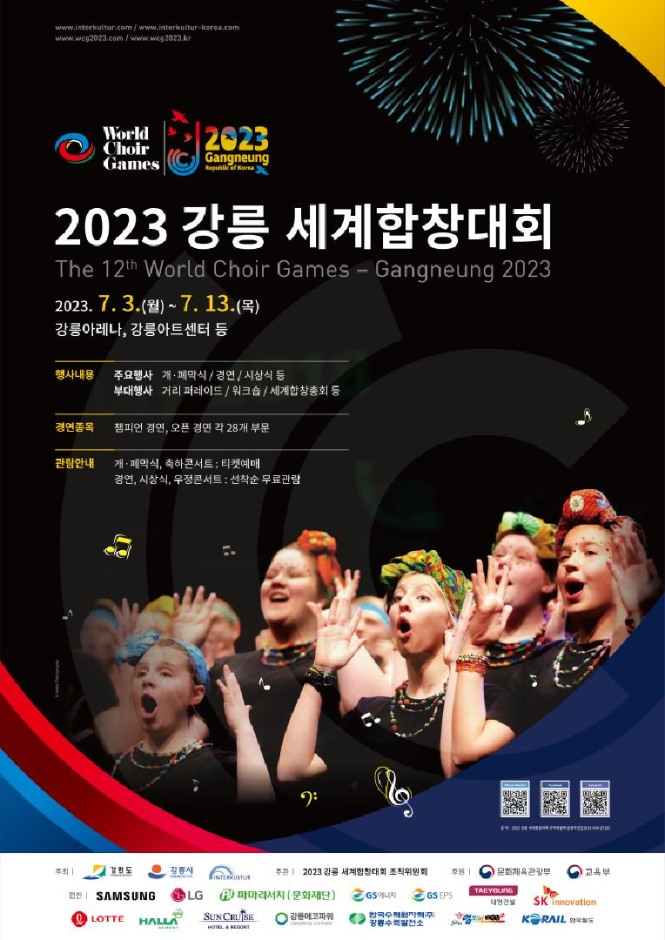 www.interkultur.com / www.interkultur-korea.com
www.wcg2023.com / www.wcg2023.kr
World
Choir
Games
2023
Gangneung
Republic of Korea
2023 강릉 세계합창대회
The 12th World Choir Games – Gangneung 2023
2023. 7. 3.(월) ~ 7. 13.(목)
강릉아레나, 강릉아트센터 등
행사내용 주요행사 개·폐막식 / 경연 / 시상식 등
부대행사 거리 퍼레이드 / 워크숍 / 세계합창총회 등
경연종목 챔피언 경연, 오픈 경연 각 28개 부문
관람안내 개·폐막식, 축하콘서트 : 티켓예매
경연, 시상식, 우정콘서트 : 선착순 무료관람
주최 | 강원도 강릉시 INTERKULTUR 주관 | 2023 강릉 세계합창대회 조직위원회 후원 | 문화체육관광부 교육부
협찬 | SAMSUNG LG 파마리서치(문화재단) GS에너지 GS EPS TAEYOUNG 태영건설 SK innovation
LOTTE HALLA CEMENT SUN CRUISE HOTEL & RESORT 강릉에코파워 한국수력원자력(주) 강릉수력발전소 KORAIL 한국철도